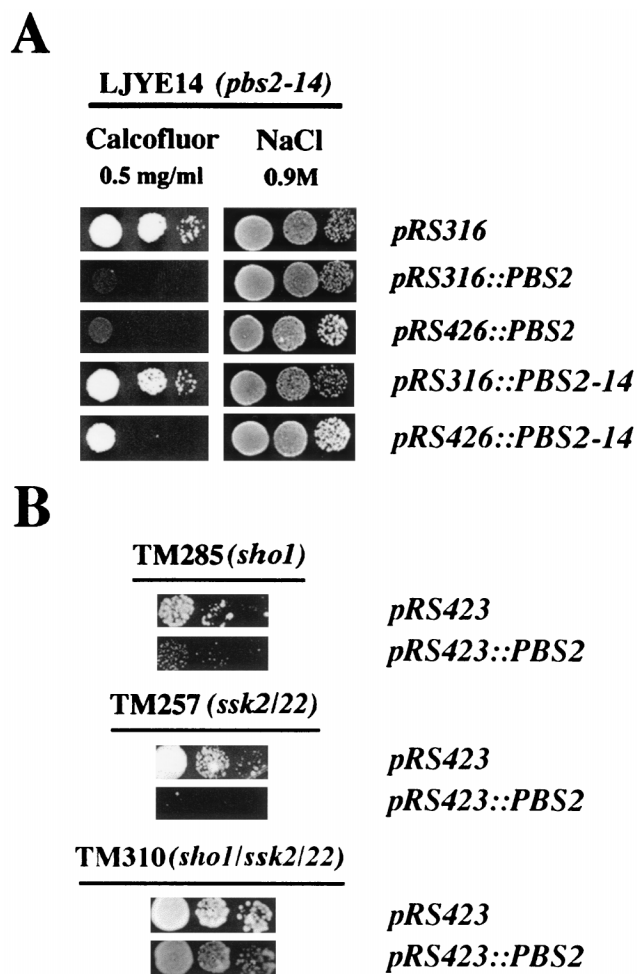 A
LJYE14 (pbs2-14)
Calcofluor NaCl
0.5 mg/ml 0.9M
pRS316
pRS316::PBS2
pRS426::PBS2
pRS316::PBS2-14
pRS426::PBS2-14
B
TM285(sho1)
pRS423
pRS423::PBS2
TM257 (ssk2/22)
pRS423
pRS423::PBS2
TM310(sho1/ssk2/22)
pRS423
pRS423::PBS2